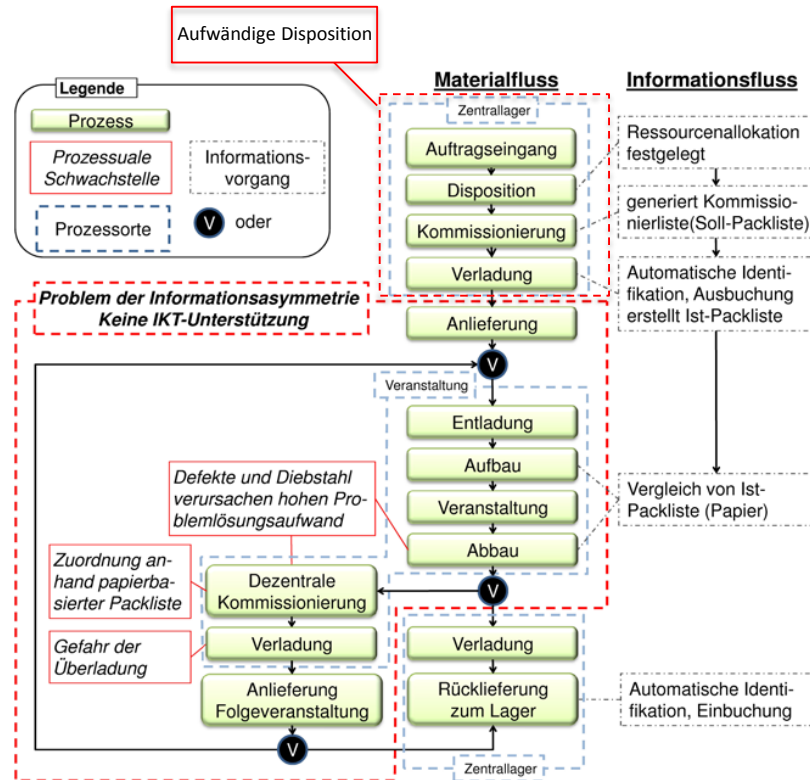 Aufwändige Disposition
Legende
Prozess
Prozessuale
Schwachstelle
Informations-
vorgang
Prozessorte
V
oder
Materialfluss
Informationsfluss
Zentrallager
Auftragseingang
Disposition
Kommissionierung
Verladung
Ressourcenallokation
festgelegt
generiert Kommissio-
nierliste(Soll-Packliste)
Automatische Identi-
fikation, Ausbuchung
erstellt Ist-Packliste
Problem der Informationsasymmetrie
Keine IKT-Unterstützung
Anlieferung
V
Veranstaltung
Entladung
Aufbau
Veranstaltung
Abbau
Vergleich von Ist-
Packliste (Papier)
Defekte und Diebstahl
verursachen hohen Pro-
blemlösungsaufwand
Zuordnung an-
hand papierba-
sierter Packliste
Gefahr der
Überladung
Dezentrale
Kommissionierung
Verladung
Anlieferung
Folgeveranstaltung
V
V
Verladung
Rücklieferung
zum Lager
Zentrallager
Automatische Identi-
fikation, Einbuchung